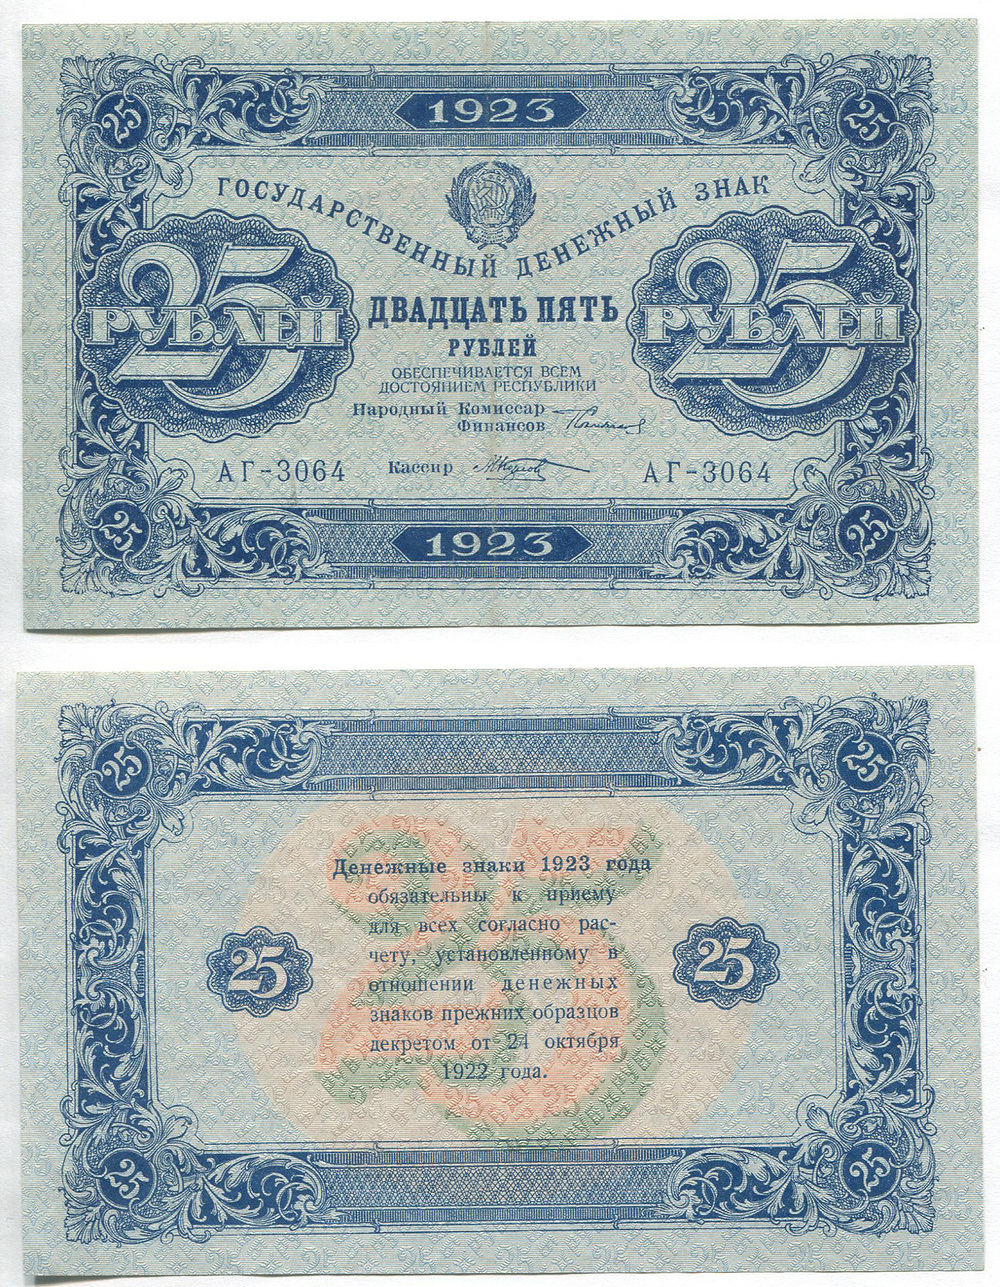 25
1923
25
ГОСУДАРСТВЕННЫЙ ДЕНЕЖНЫЙ ЗНАК
25
РУБЛЕЙ
25
РУБЛЕЙ
ДВАДЦАТЬ ПЯТЬ
РУБЛЕЙ
ОБЕСПЕЧИВАЕТСЯ ВСЕМ
ДОСТОЯНИЕМ РЕСПУБЛИКИ
Народный Комиссар
Финансов
АГ-3064
Кассир
АГ-3064
25
1923
25
25
25
Денежные знаки 1923 года
обязательны к приему
для всех согласно рас-
чету, установленному в
отношении денежных
знаков прежних образцов
декретом от 24 октября
1922 года.
25
25
25
25
25